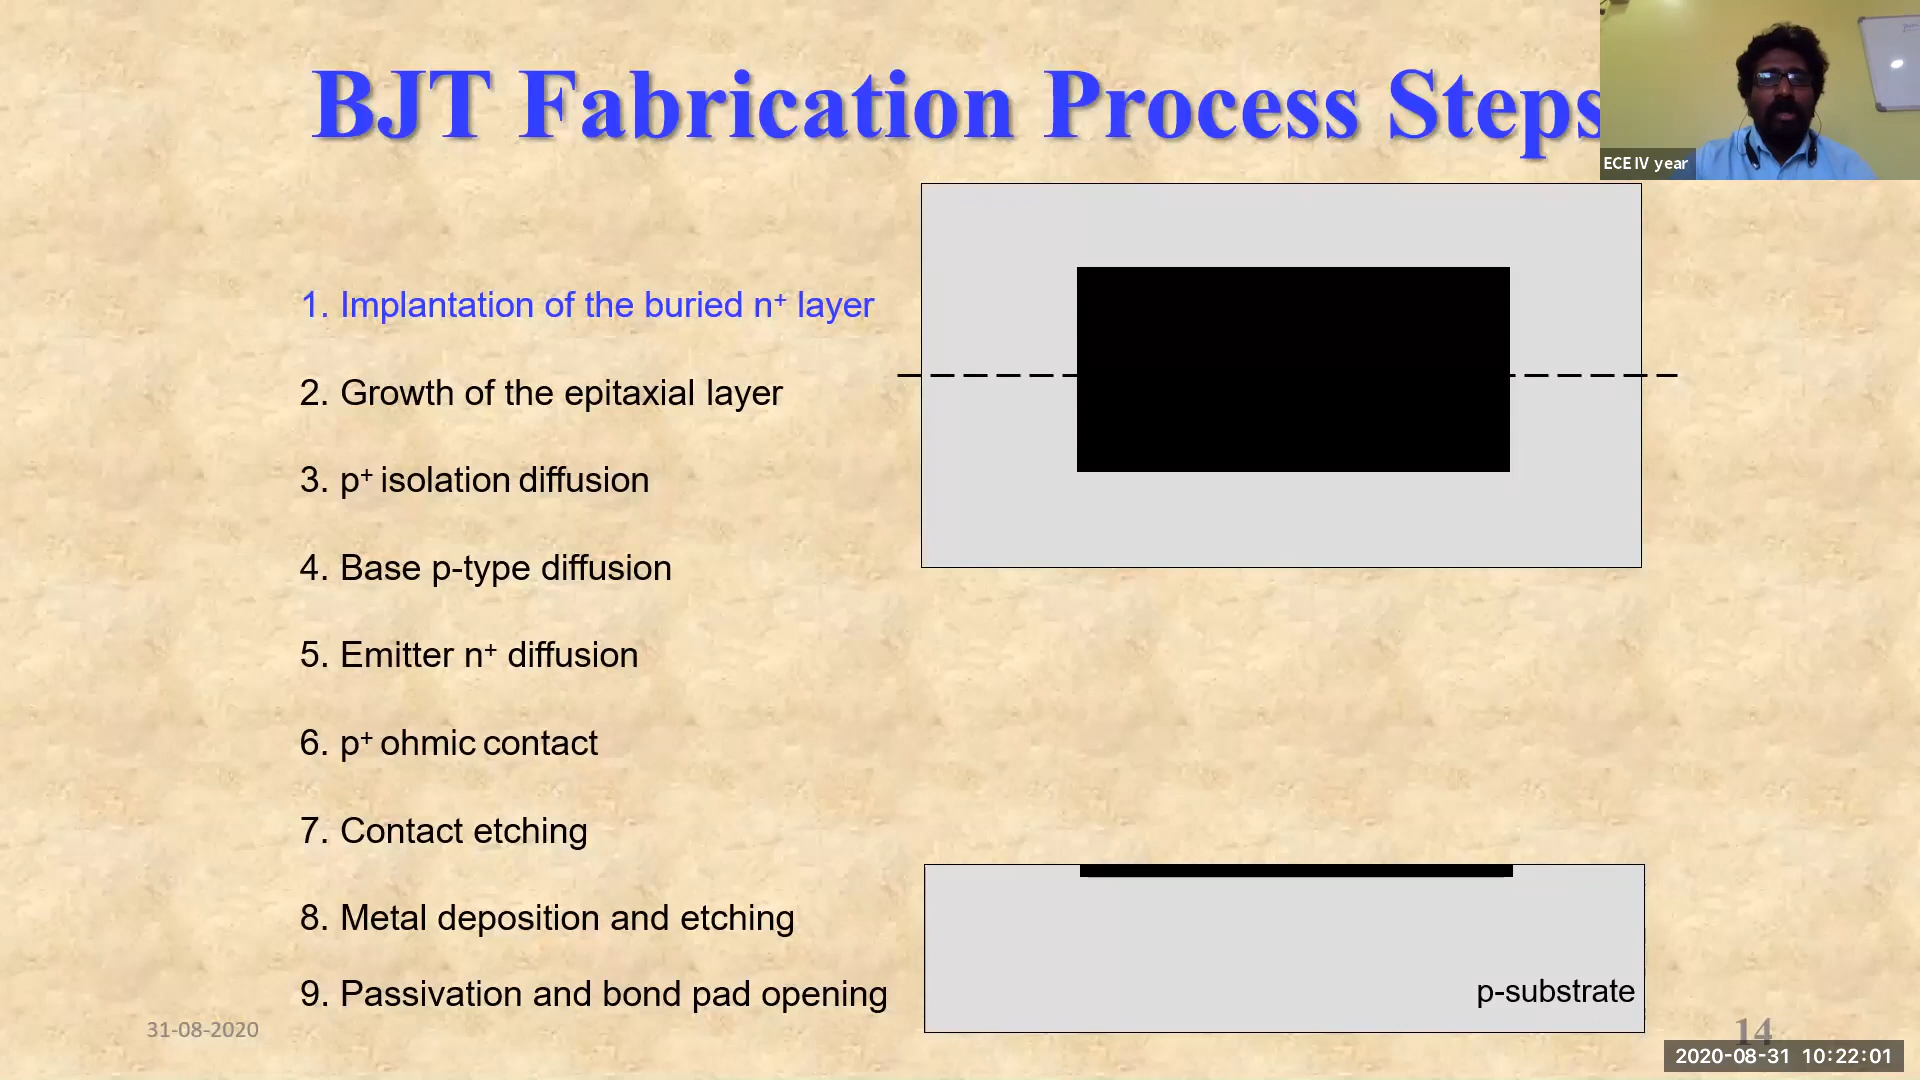 BJT Fabrication Process Steps
ECE IV year
1. Implantation of the buried n⁺ layer
2. Growth of the epitaxial layer
3. p⁺ isolation diffusion
4. Base p-type diffusion
5. Emitter n⁺ diffusion
6. p⁺ ohmic contact
7. Contact etching
8. Metal deposition and etching
9. Passivation and bond pad opening
p-substrate
31-08-2020
14
2020-08-31 10:22:01